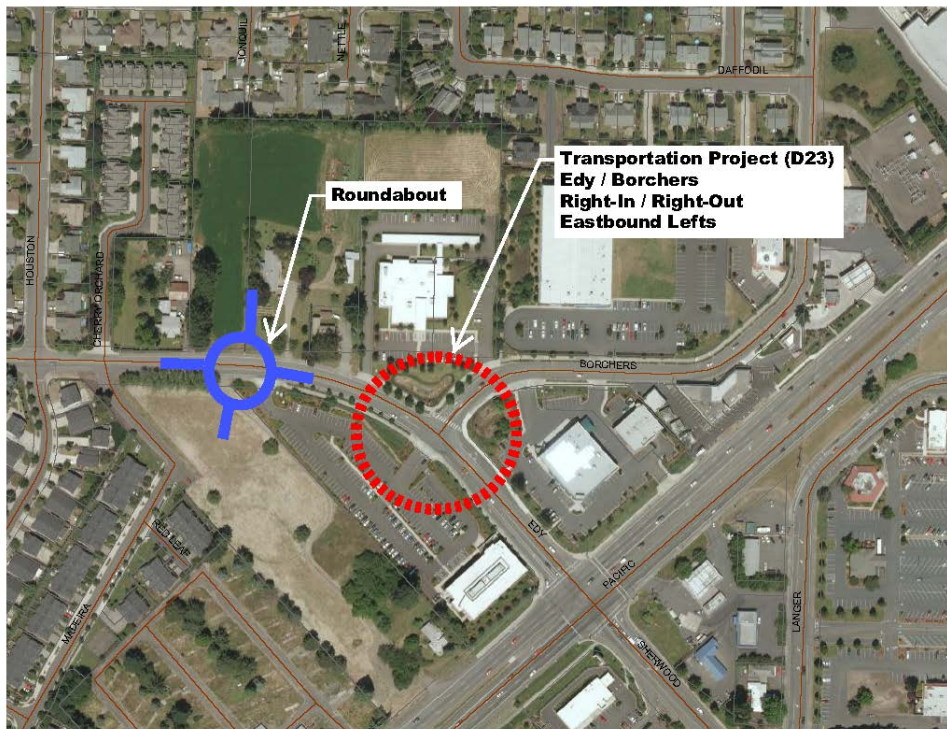 JONQUIL
NETTLE
DAFFODIL
Transportation Project (D23)
Edy / Borchers
Right-In / Right-Out
Eastbound Lefts
Roundabout
HOUSTON
CHERRY ORCHARD
BORCHERS
EDY
PACIFIC
RED LEAF
MADEIRA
LANGER
SHERWOOD